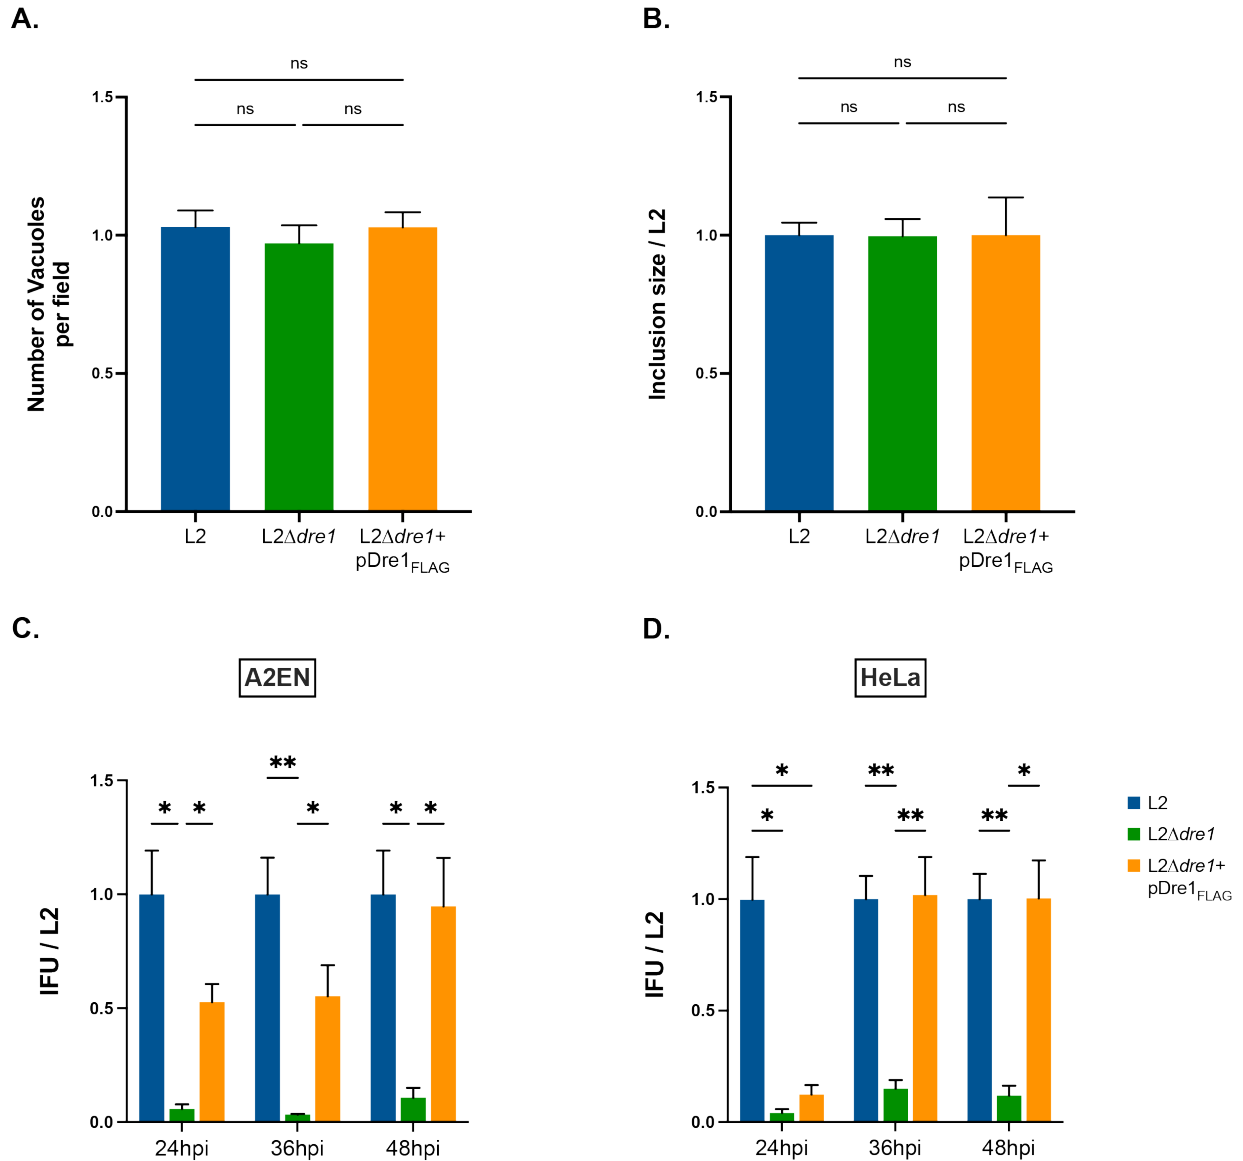 A.
ns
ns
ns
1.5
1.0
0.5
0.0
Number of Vacuoles
per field
L2
L2Δdre1
L2Δdre1+
pDre1FLAG
B.
ns
ns
ns
1.5
1.0
0.5
0.0
Inclusion size / L2
L2
L2Δdre1
L2Δdre1+
pDre1FLAG
C.
A2EN
**
* * * * *
1.5
1.0
0.5
0.0
IFU / L2
24hpi
36hpi
48hpi
D.
HeLa
* ** *
* ** **
1.5
1.0
0.5
0.0
IFU / L2
24hpi
36hpi
48hpi
L2
L2Δdre1
L2Δdre1+
pDre1FLAG